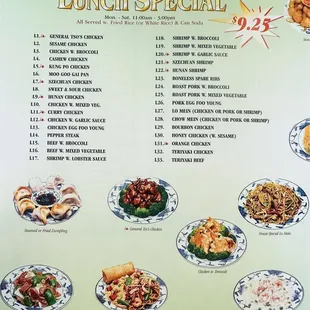 LUNCH SPECIAL
Mon. - Sat. 11:00am - 3:00pm
All Served w. Fried Rice (or White Rice) & Can Soda
$9.25
L1. GENERAL TSO'S CHICKEN
L2. SESAME CHICKEN
L3. CHICKEN W. BROCCOLI
L4. CASHEW CHICKEN
L5. KUNG PO CHICKEN
L6. MOO GOO GAI PAN
L7. SZECHUAN CHICKEN
L8. SWEET & SOUR CHICKEN
L9. HUNAN CHICKEN
L10. CHICKEN W. MIXED VEG.
L11. CURRY CHICKEN
L12. CHICKEN W. GARLIC SAUCE
L13. CHICKEN EGG FOO YOUNG
L14. PEPPER STEAK
L15. BEEF W. BROCCOLI
L16. BEEF W. MIXED VEGETABLE
L17. SHRIMP W. LOBSTER SAUCE
L18. SHRIMP W. BROCCOLI
L19. SHRIMP W. MIXED VEGETABLE
L20. SHRIMP W. GARLIC SAUCE
L21. SZECHUAN SHRIMP
L22. HUNAN SHRIMP
L23. BONELESS SPARE RIBS
L24. ROAST PORK W. BROCCOLI
L25. ROAST PORK W. MIXED VEGETABLE
L26. PORK EGG FOO YOUNG
L27. LO MEIN (CHICKEN OR PORK OR SHRIMP)
L28. CHOW MEIN (CHICKEN OR PORK OR SHRIMP)
L29. BOURBON CHICKEN
L30. HONEY CHICKEN (W. SESAME)
L31. ORANGE CHICKEN
L32. TERIYAKI CHICKEN
L33. TERIYAKI BEEF
Steamed or Fried Dumpling
General Tso's Chicken
Chicken w. Broccoli
House Special Lo Mein